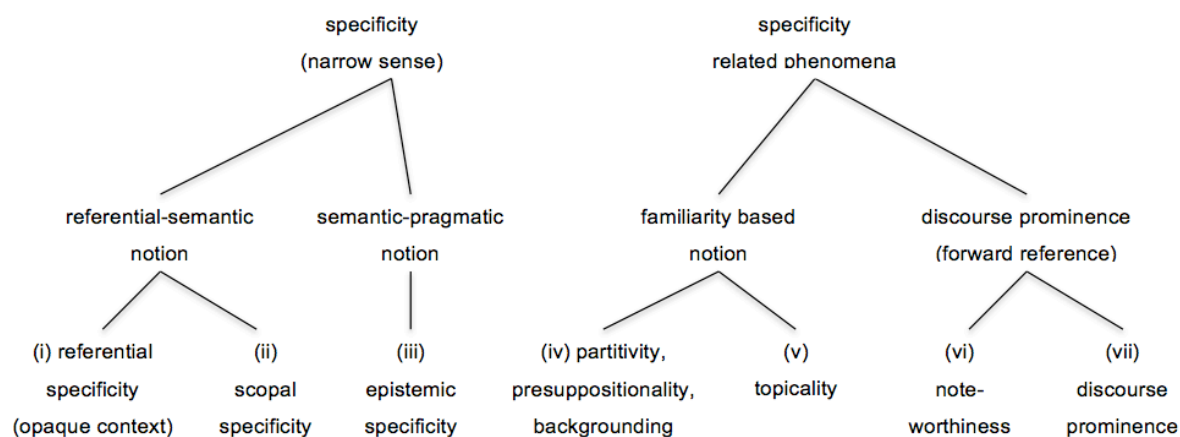 specificity
(narrow sense)
specificity
related phenomena
referential-semantic
notion
semantic-pragmatic
notion
familiarity based
notion
discourse prominence
(forward reference)
(i) referential
specificity
(opaque context)
(ii)
scopal
specificity
(iii)
epistemic
specificity
(iv) partitivity,
presuppositionality,
backgrounding
(v)
topicality
(vi)
note-
worthiness
(vii)
discourse
prominence